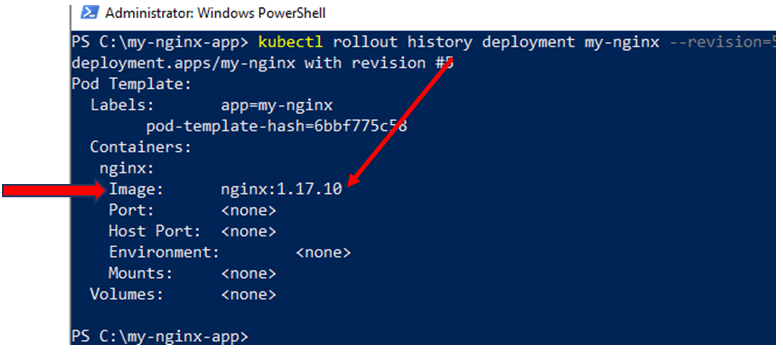 Administrator: Windows PowerShell
PS C:\my-nginx-app> kubectl rollout history deployment my-nginx --revision=5
deployment.apps/my-nginx with revision #5
Pod Template:
Labels: app=my-nginx
pod-template-hash=6bbf775c58
Containers:
nginx:
Image: nginx:1.17.10
Port: <none>
Host Port: <none>
Environment: <none>
Mounts: <none>
Volumes: <none>
PS C:\my-nginx-app>